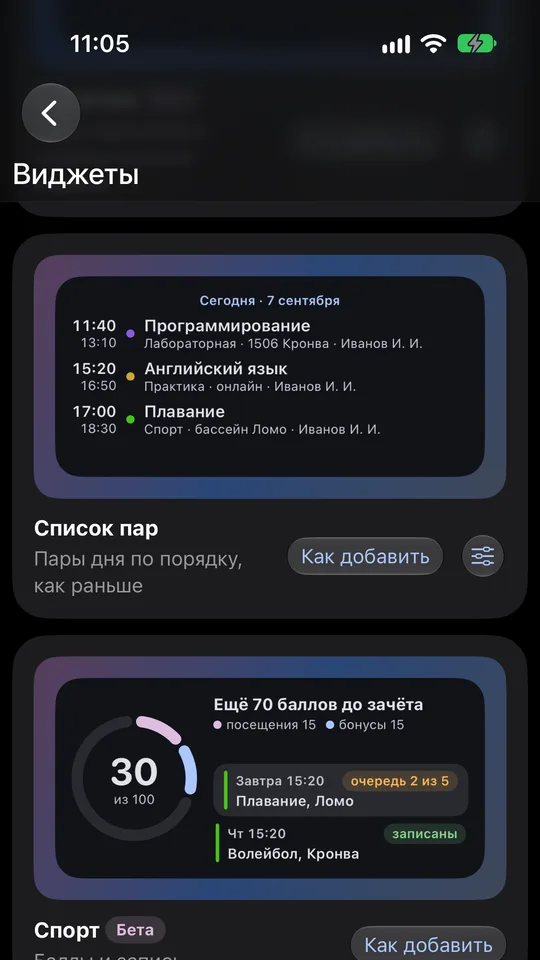 11:05
Виджеты
Сегодня · 7 сентября
11:40 Программирование
13:10 Лабораторная · 1506 Кронва · Иванов И. И.
15:20 Английский язык
16:50 Практика · онлайн · Иванов И. И.
17:00 Плавание
18:30 Спорт · бассейн Ломо · Иванов И. И.
Список пар
Пары дня по порядку,
как раньше
Как добавить
Ещё 70 баллов до зачёта
посещения 15 бонусы 15
30
из 100
Завтра 15:20 очередь 2 из 5
Плавание, Ломо
Чт 15:20 записаны
Волейбол, Кронва
Спорт Бета
Как добавить